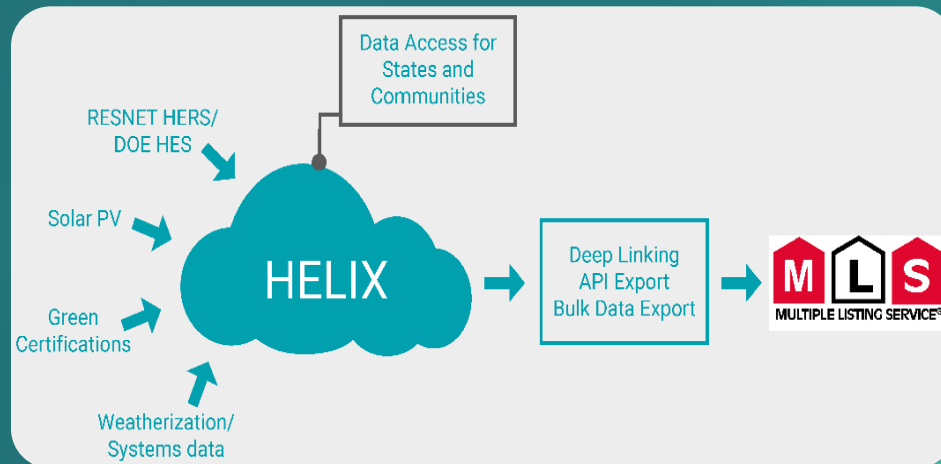 Data Access for
States and
Communities
RESNET HERS/
DOE HES
Solar PV
Green
Certifications
Weatherization/
Systems data
HELIX
Deep Linking
API Export
Bulk Data Export
M L S
MULTIPLE LISTING SERVICE®